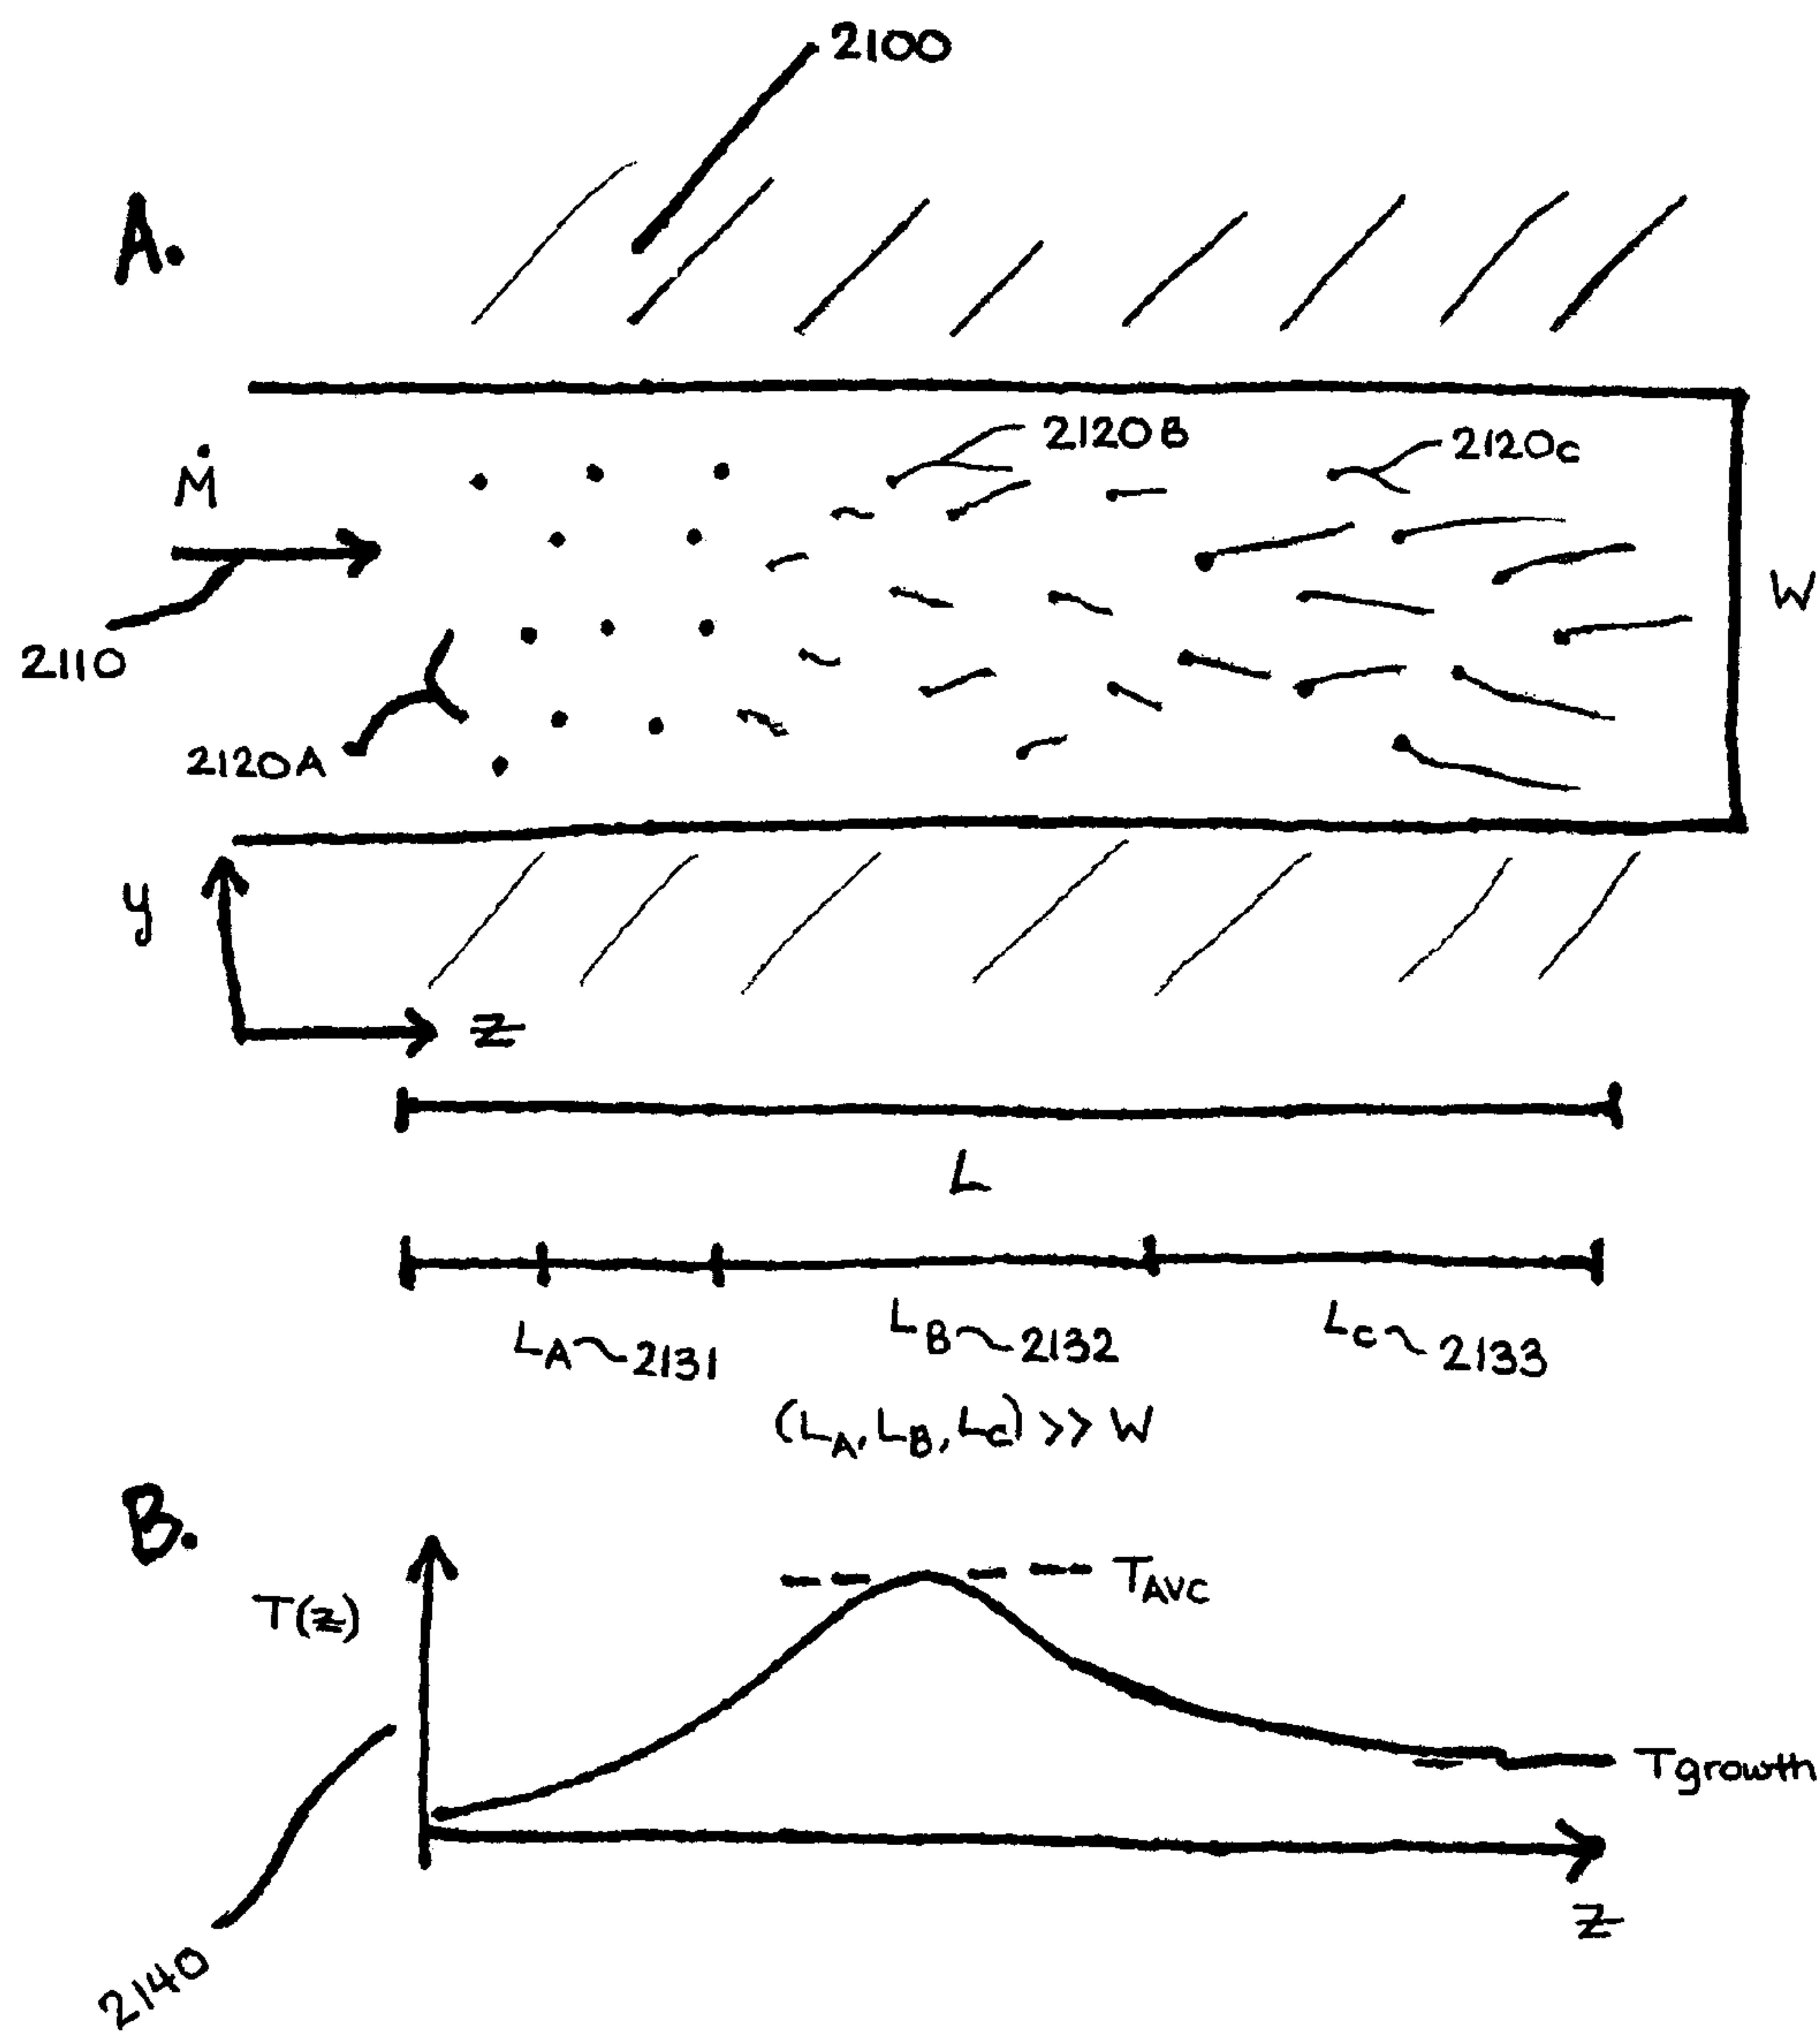 2100
A.
Ṁ
2120B
2120C
W
2110
2120A
y
z
L
LA~2131
LB~2132
LC~2133
(LA, LB, LC) >> W
B.
T(z)
TAVC
Tgrowth
z
2140